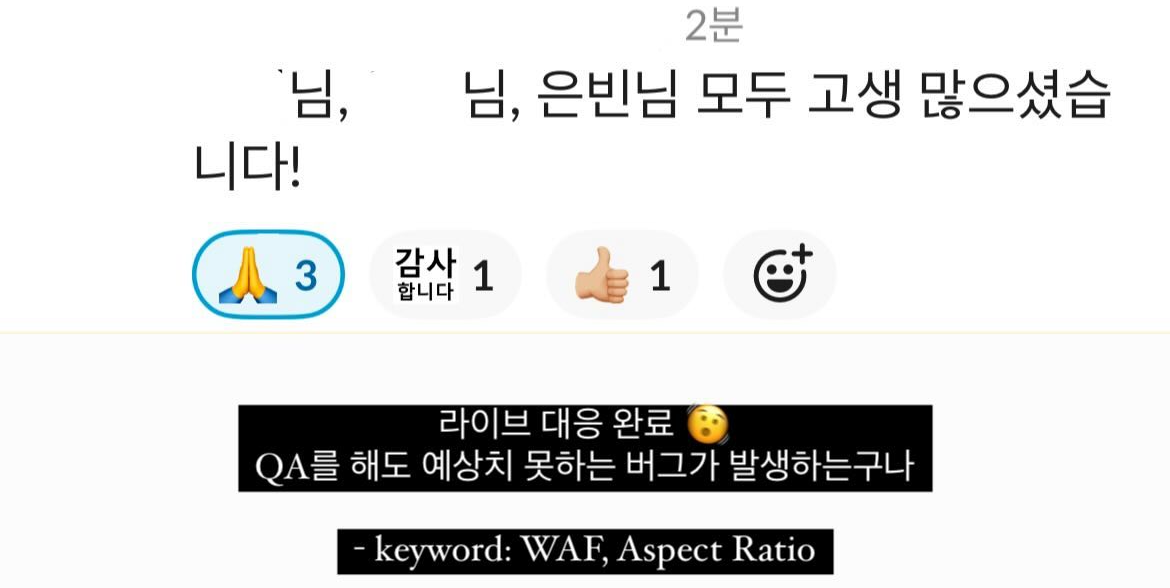 2분
님, 님, 은빈님 모두 고생 많으셨습
니다!
🙏 3 감사합니다 1 👍🏼 1
라이브 대응 완료 🫨
QA를 해도 예상치 못하는 버그가 발생하는구나
- keyword: WAF, Aspect Ratio